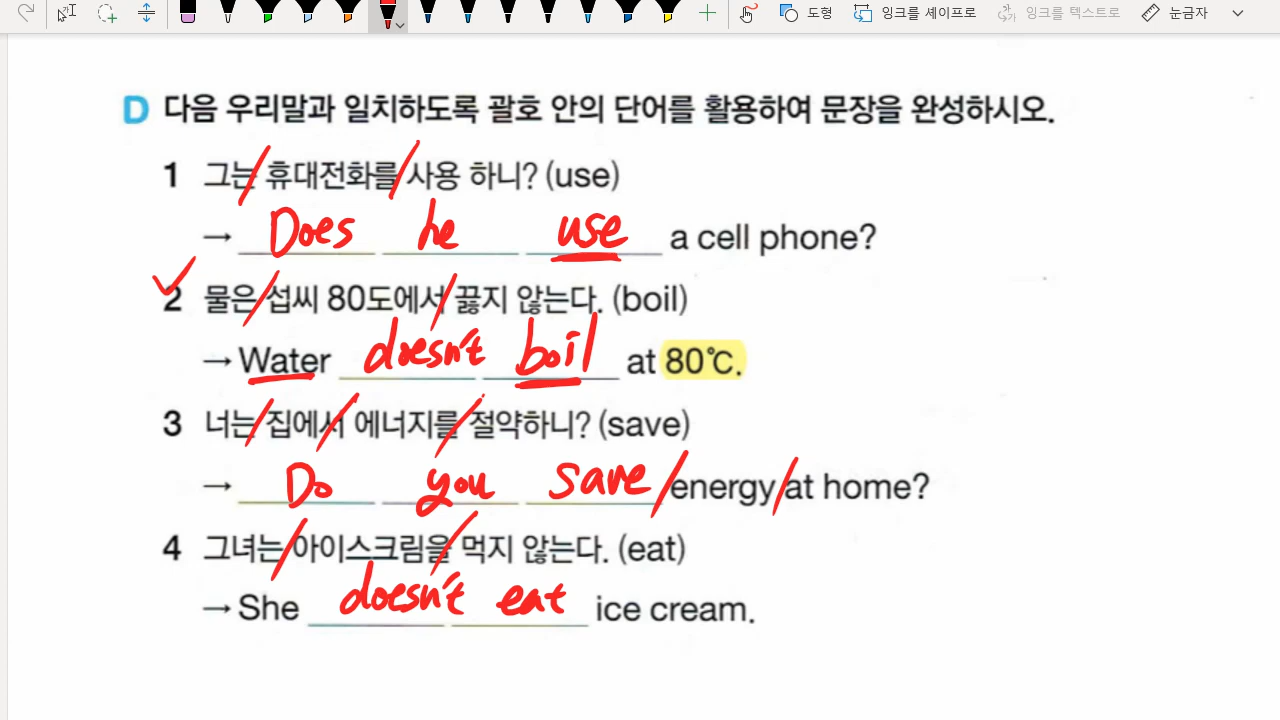 도형 잉크를 셰이프로 잉크를 텍스트로 눈금자
D 다음 우리말과 일치하도록 괄호 안의 단어를 활용하여 문장을 완성하시오.
1 그는 휴대전화를 사용 하니? (use)
→ Does he use a cell phone?
2 물은 섭씨 80도에서 끓지 않는다. (boil)
→ Water doesn't boil at 80℃.
3 너는 집에서 에너지를 절약하니? (save)
→ Do you save energy at home?
4 그녀는 아이스크림을 먹지 않는다. (eat)
→ She doesn't eat ice cream.